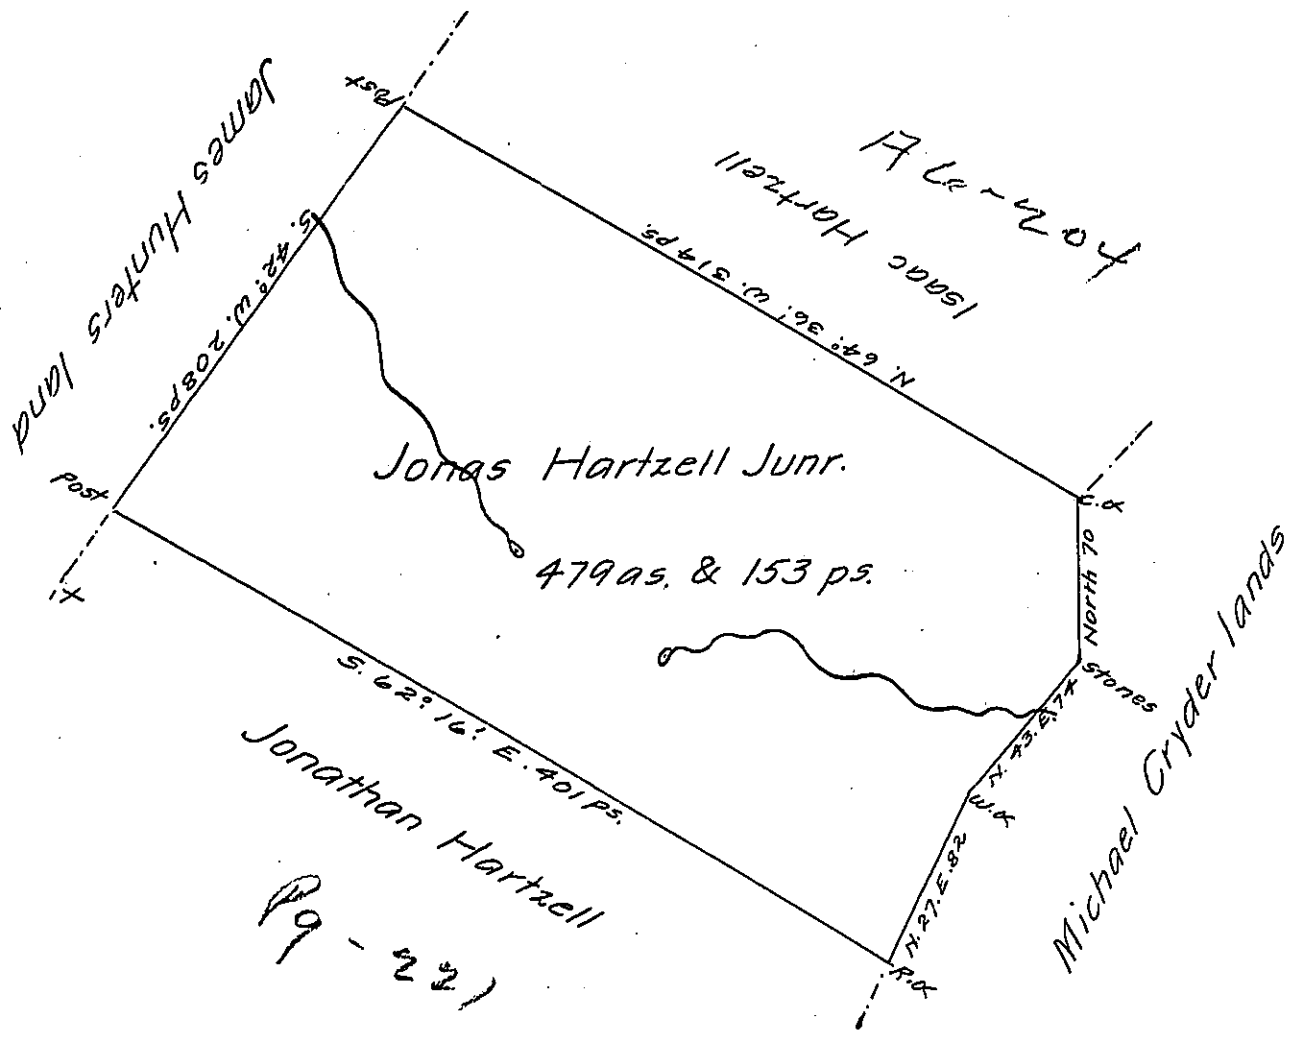 James Hunters land
Post
S. 42° W. 208 ps.
Post
X
Isaac Hartzell
N. 64° 36' W. 314 ps.
Jonas Hartzell Junr.
479 as. & 153 ps.
C.O
North 70
Stones
N. 43. E. 74
W.O
N. 27. E. 82
R.O
Michael Cryder lands
S. 62° 16' E. 401 ps.
Jonathan Hartzell
Pg - 221